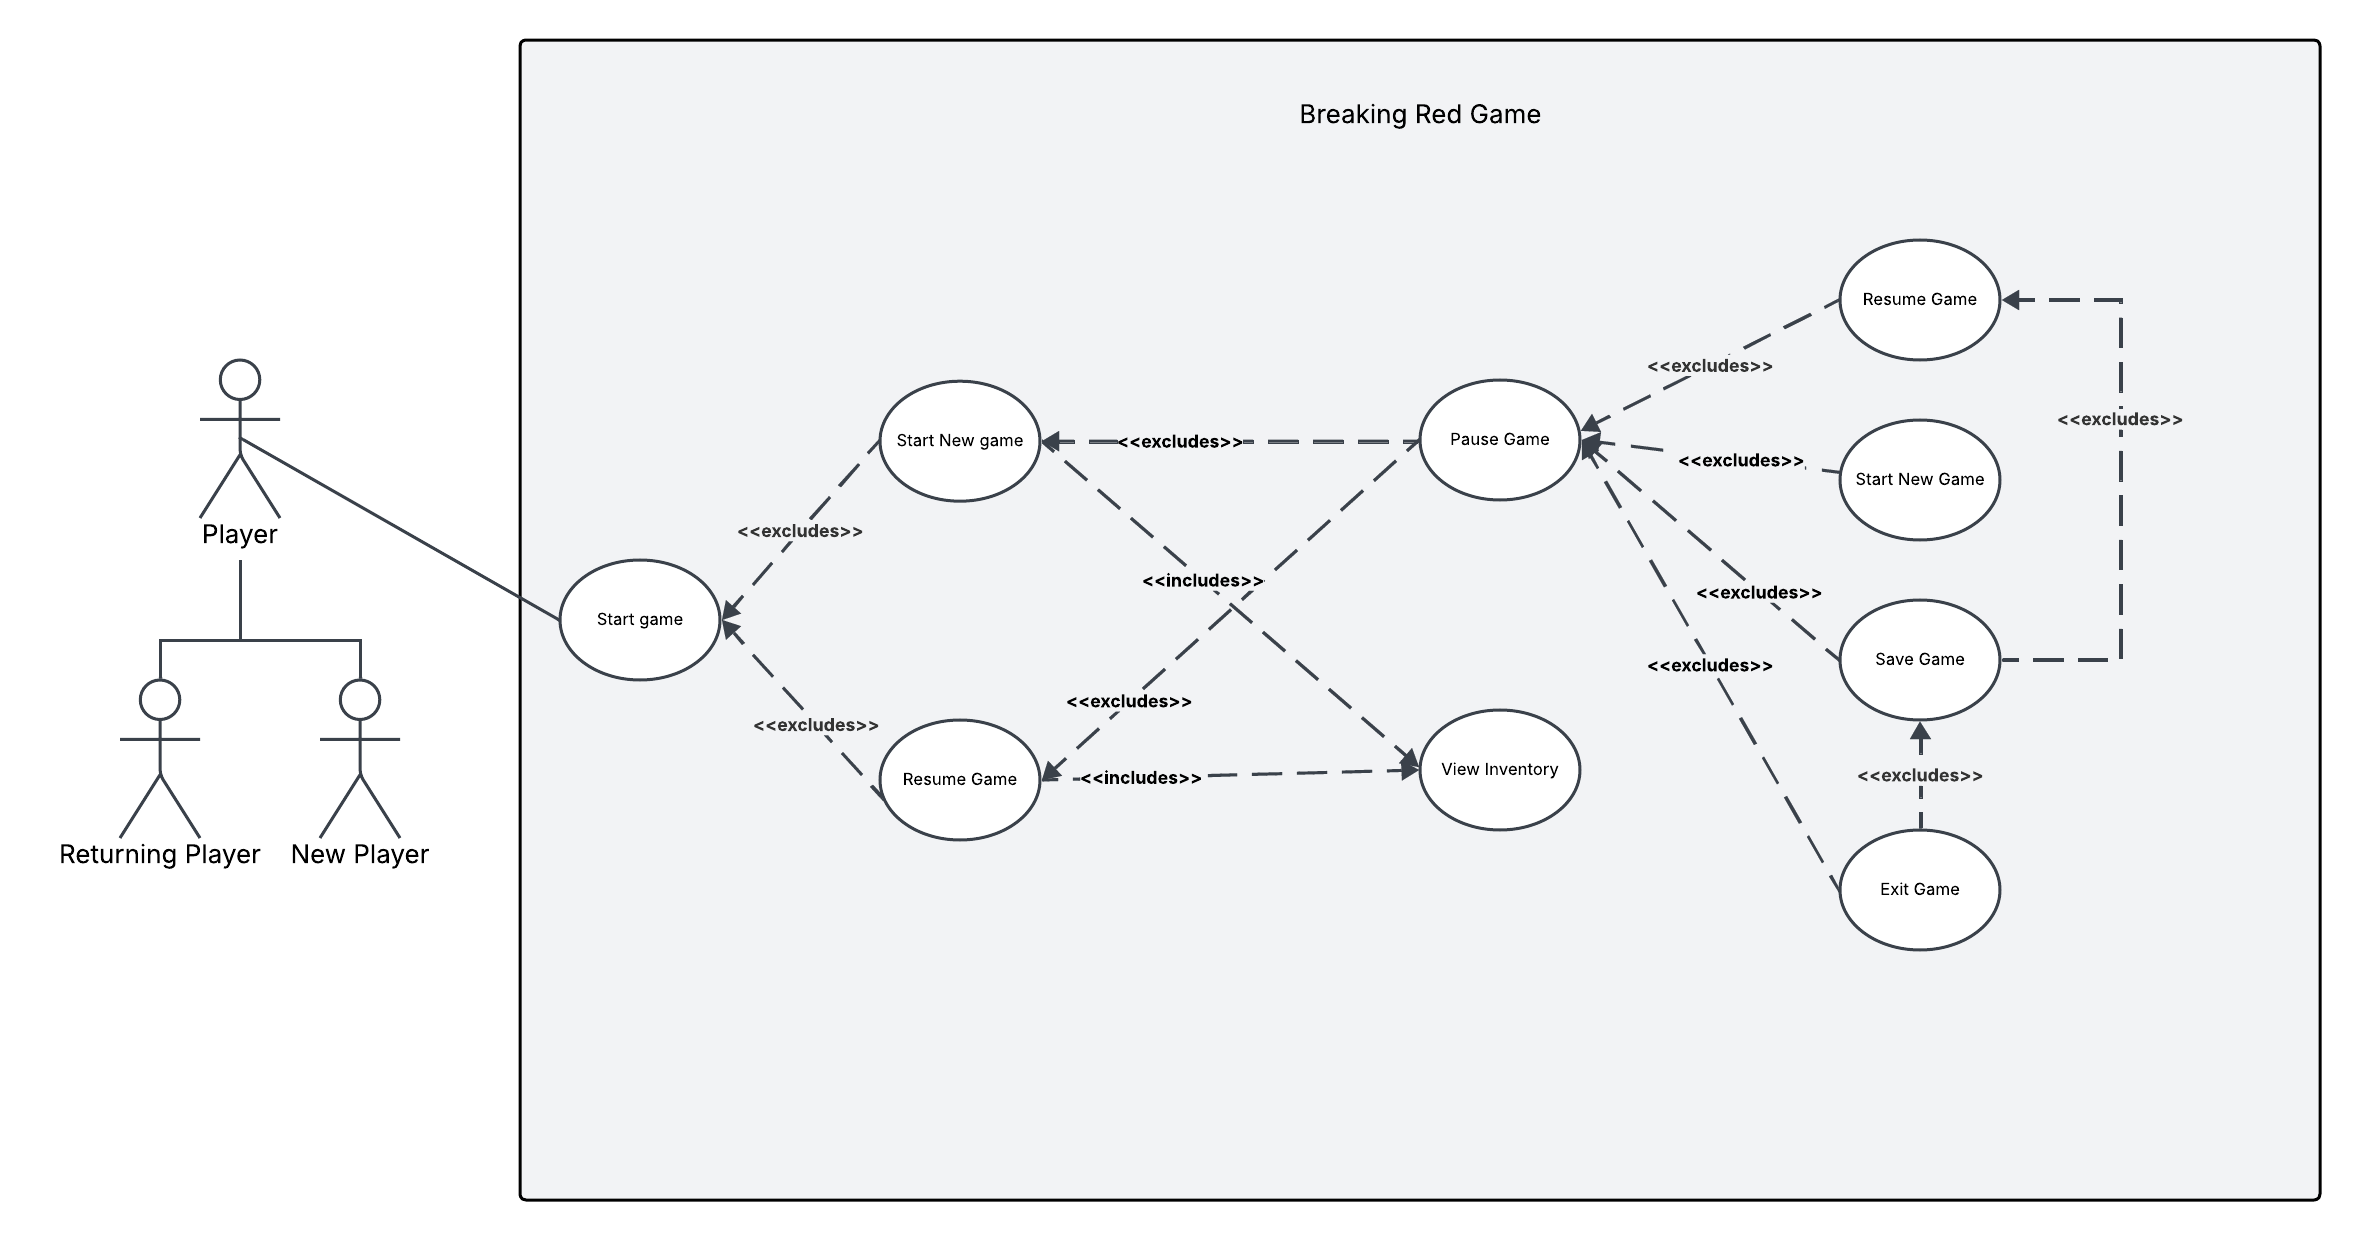 Breaking Red Game
Resume Game
<<excludes>>
<<excludes>>
Start New game
<<excludes>>
Pause Game
<<excludes>>
Start New Game
Player
<<excludes>>
<<includes>>
<<excludes>>
Start game
Save Game
<<excludes>>
<<excludes>>
<<excludes>>
Resume Game
<<includes>>
View Inventory
<<excludes>>
Returning Player
New Player
Exit Game